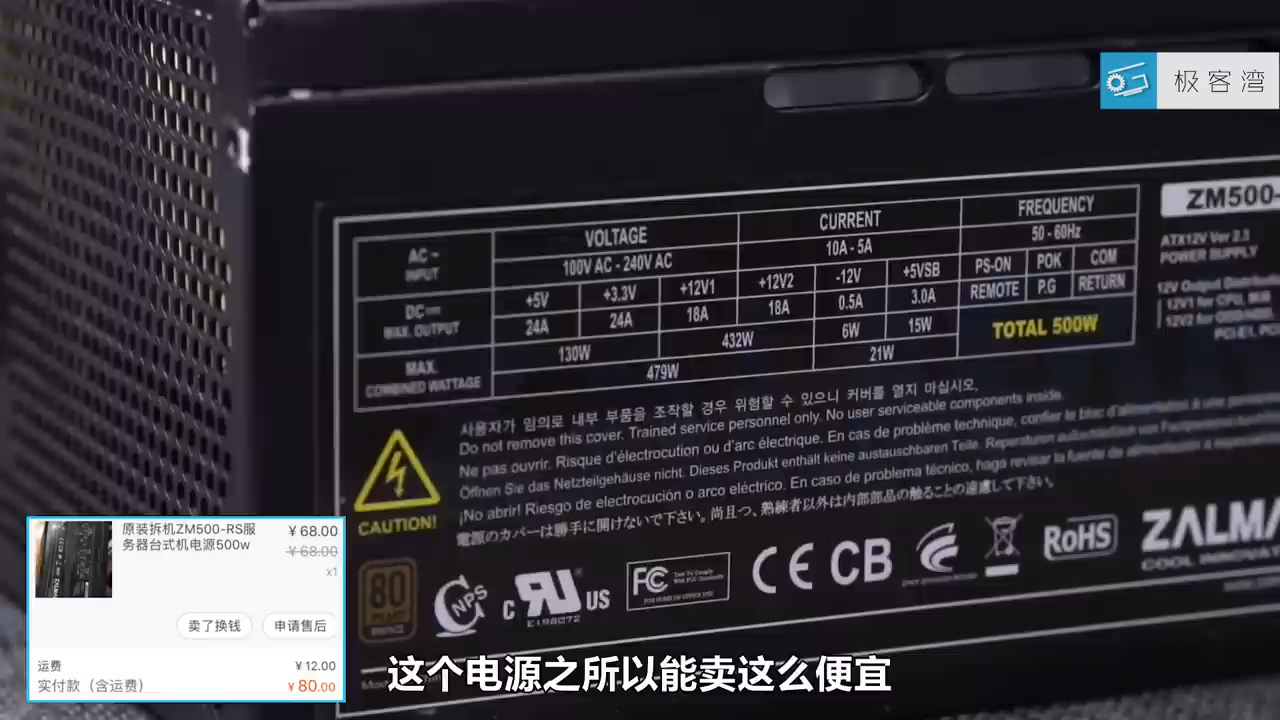 极客湾
ZM500-
ATX12V Ver 2.3
POWER SUPPLY
12V1 for CPU,
AC
INPUT
VOLTAGE
CURRENT
FREQUENCY
100V AC - 240V AC
10A - 5A
50 - 60Hz
DC
MAX. OUTPUT
+5V
+3.3V
+12V1
+12V2
-12V
+5VSB
PS-ON
POK
COM
24A
24A
18A
18A
0.5A
3.0A
REMOTE
P.G
RETURN
MAX.
COMBINED WATTAGE
130W
432W
6W
15W
TOTAL 500W
479W
21W
사용자가 임의로 내부 부품을 조작할 경우 위험할 수 있으니 커버를 열지 마십시오.
Do not remove this cover. Trained service personnel only. No user serviceable components inside.
Ne pas ouvrir. Risque d'électrocution ou d'arc électrique. En cas de problème technique, confier le bloc d'alimentation à une
Öffnen Sie das Netzteilgehäuse nicht. Dieses Produkt enthält keine austauschbaren Teile. Reparaturen
¡No abrir! Riesgo de electrocución o arco eléctrico. En caso de problema técnico, haga revisar la fuente de alimentación a
電源のカバーは勝手に開けないで下さい。尚且つ、熟練者以外は内部部品の触ることの遠慮して下さい。
CAUTION!
80
BRONZE
NPS
C RU US
E198072
FC
CE
CB
RoHS
ZALMA
原装拆机ZM500-RS服
务器台式机电源500w
¥68.00
¥68.00
x1
卖了换钱
申请售后
运费
¥12.00
实付款（含运费）
¥80.00
这个电源之所以能卖这么便宜